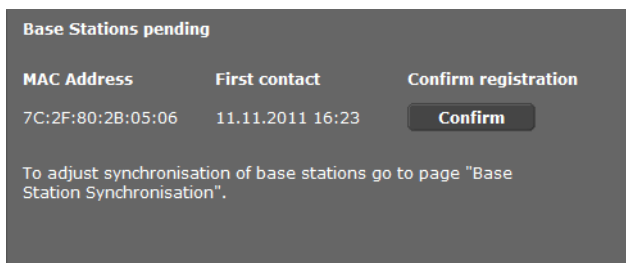 Base Stations pending
MAC Address First contact Confirm registration
7C:2F:80:2B:05:06 11.11.2011 16:23 Confirm
To adjust synchronisation of base stations go to page "Base
Station Synchronisation".